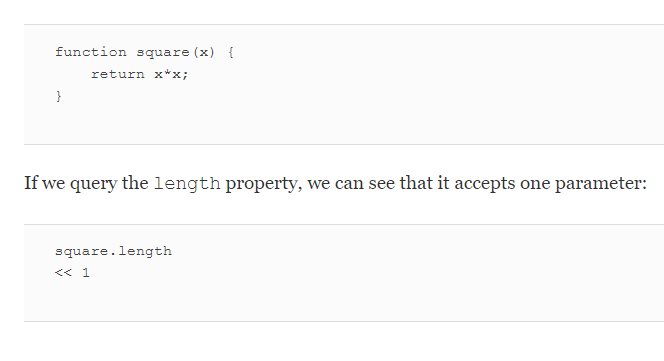 function square(x) {
    return x*x;
}
If we query the length property, we can see that it accepts one parameter:
square.length
<< 1